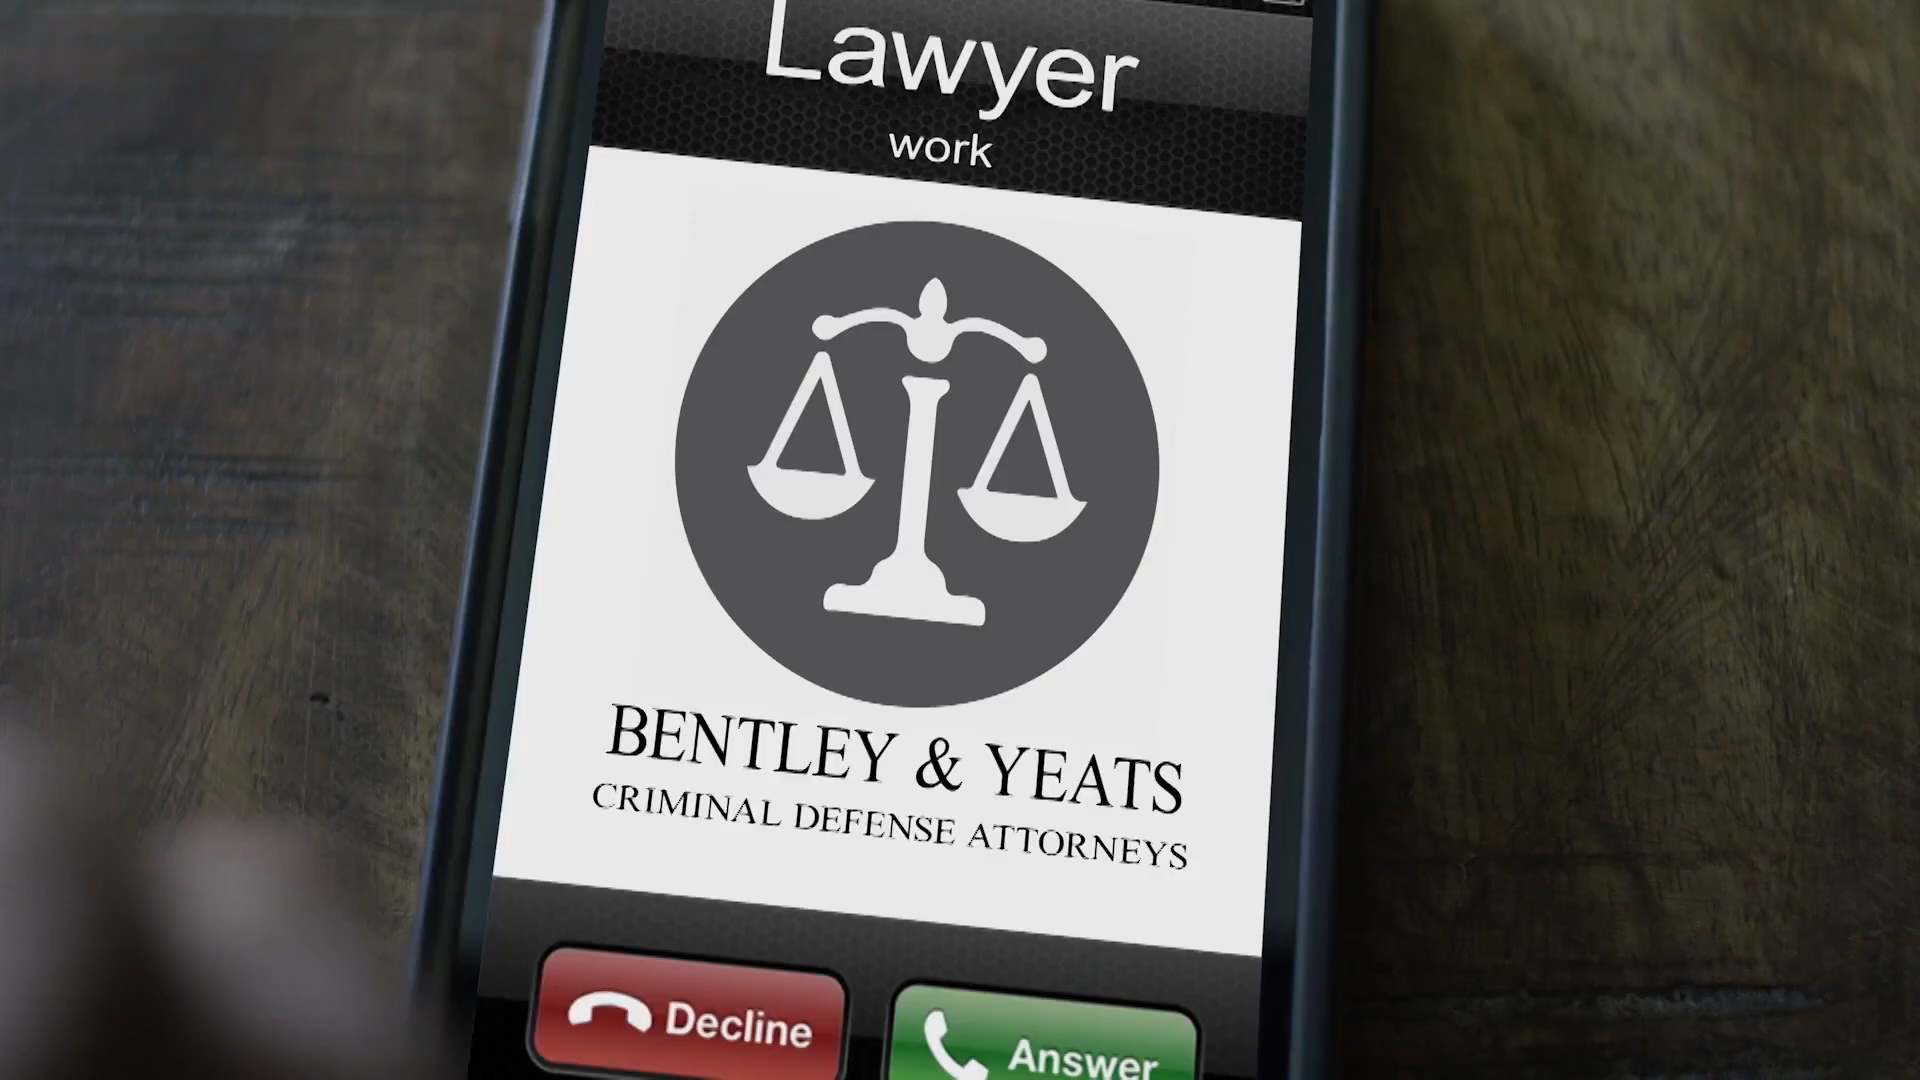 Lawyer
work
BENTLEY & YEATS
CRIMINAL DEFENSE ATTORNEYS
Decline
Answer